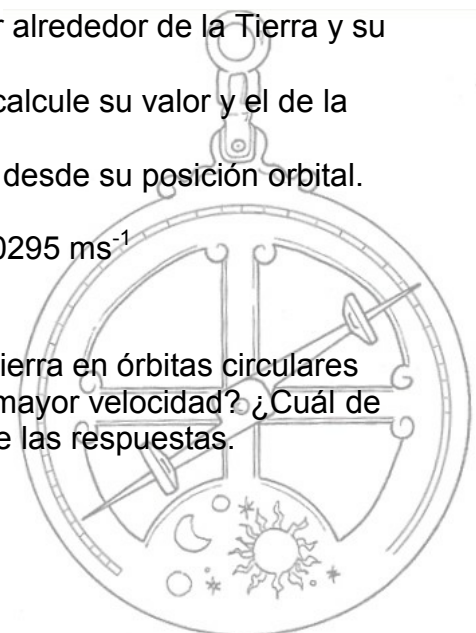 r alrededor de la Tierra y su
calcule su valor y el de la
desde su posición orbital.
0295 ms⁻¹
ierra en órbitas circulares
mayor velocidad? ¿Cuál de
e las respuestas.